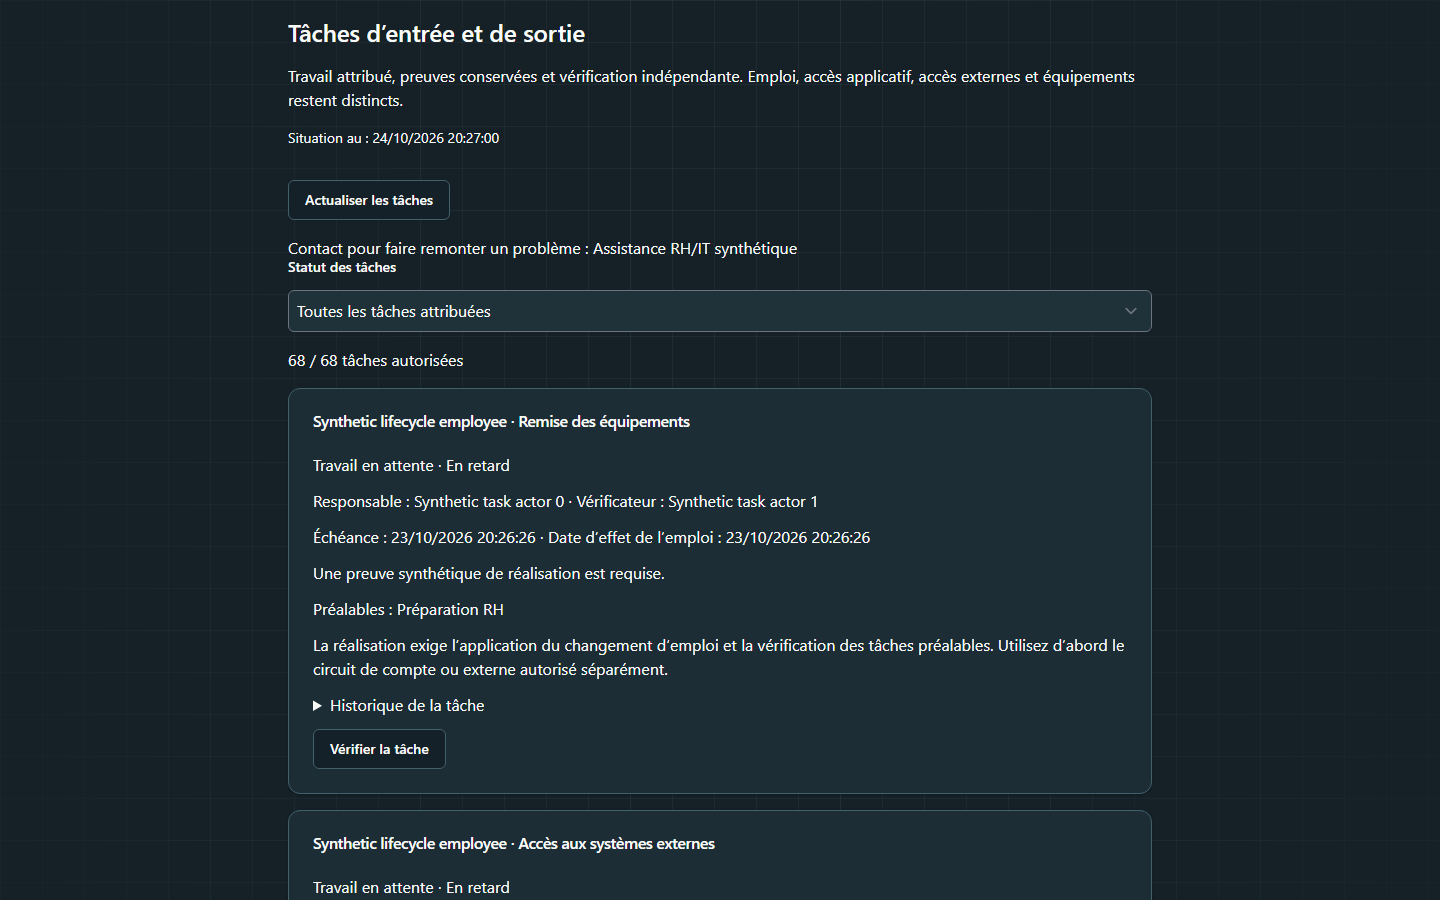 Tâches d’entrée et de sortie
Travail attribué, preuves conservées et vérification indépendante. Emploi, accès applicatif, accès externes et équipements
restent distincts.
Situation au : 24/10/2026 20:27:00
Actualiser les tâches
Contact pour faire remonter un problème : Assistance RH/IT synthétique
Statut des tâches
Toutes les tâches attribuées
68 / 68 tâches autorisées
Synthetic lifecycle employee · Remise des équipements
Travail en attente · En retard
Responsable : Synthetic task actor 0 · Vérificateur : Synthetic task actor 1
Échéance : 23/10/2026 20:26:26 · Date d’effet de l’emploi : 23/10/2026 20:26:26
Une preuve synthétique de réalisation est requise.
Préalables : Préparation RH
La réalisation exige l’application du changement d’emploi et la vérification des tâches préalables. Utilisez d’abord le
circuit de compte ou externe autorisé séparément.
Historique de la tâche
Vérifier la tâche
Synthetic lifecycle employee · Accès aux systèmes externes
Travail en attente · En retard